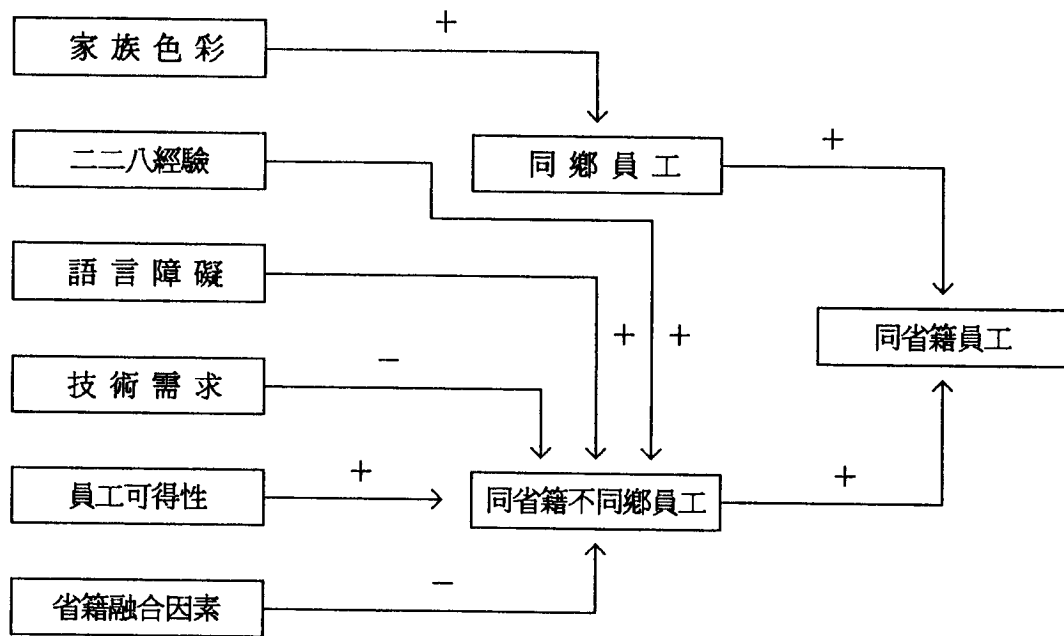 家族色彩
+
二二八經驗
同鄉員工
+
語言障礙
+
+
同省籍員工
技術需求
−
員工可得性
+
同省籍不同鄉員工
+
省籍融合因素
−